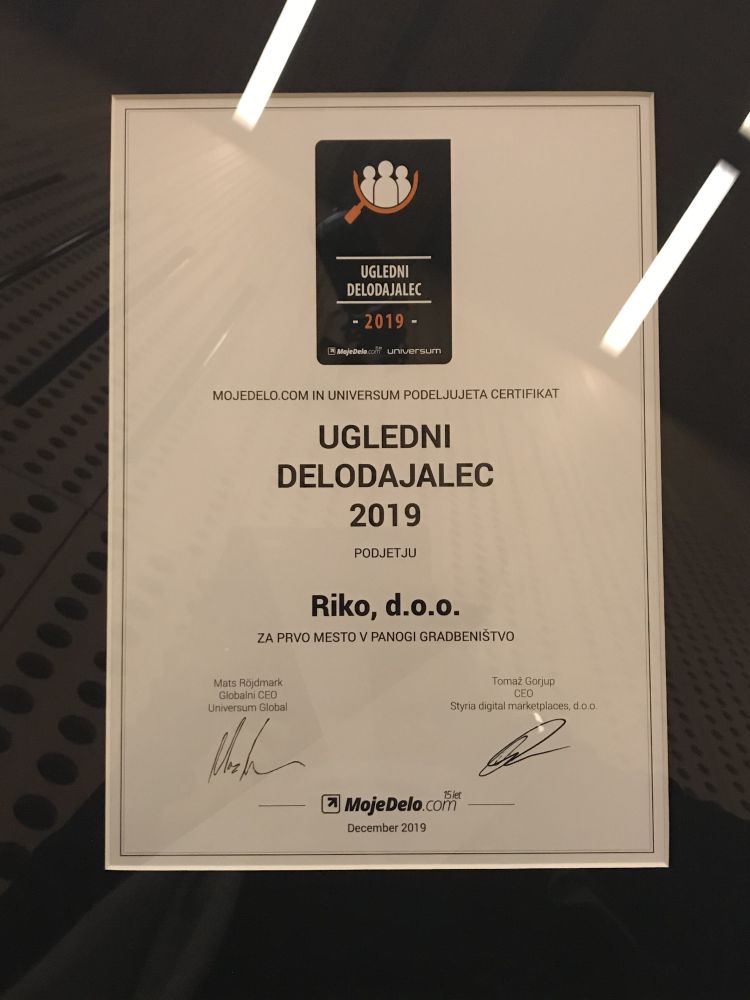 UGLEDNI
DELODAJALEC
- 2019 -
MojeDelo.com universum
MOJEDELO.COM IN UNIVERSUM PODELJUJETA CERTIFIKAT
UGLEDNI
DELODAJALEC
2019
PODJETJU
Riko, d.o.o.
ZA PRVO MESTO V PANOGI GRADBENIŠTVO
Mats Röjdmark
Globalni CEO
Universum Global
Tomaž Gorjup
CEO
Styria digital marketplaces, d.o.o.
MojeDelo.com 15 let
December 2019